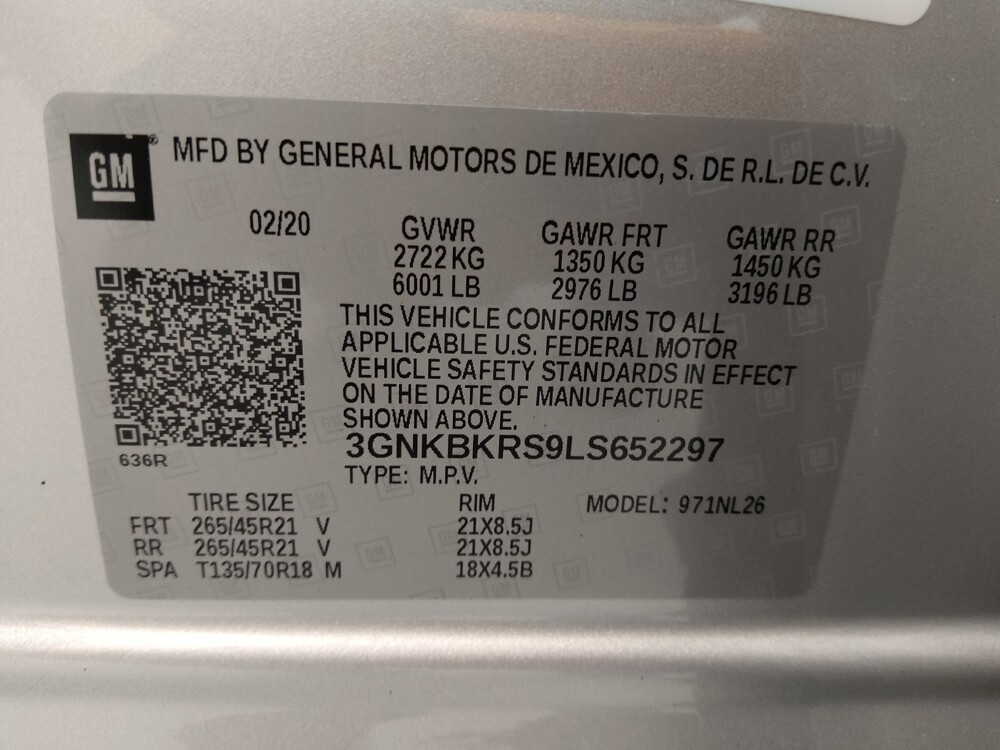 GM® MFD BY GENERAL MOTORS DE MEXICO, S. DE R.L. DE C.V.
02/20
GVWR GAWR FRT GAWR RR
2722 KG 1350 KG 1450 KG
6001 LB 2976 LB 3196 LB
THIS VEHICLE CONFORMS TO ALL
APPLICABLE U.S. FEDERAL MOTOR
VEHICLE SAFETY STANDARDS IN EFFECT
ON THE DATE OF MANUFACTURE
SHOWN ABOVE.
636R
3GNKBKRS9LS652297
TYPE: M.P.V.
TIRE SIZE RIM MODEL: 971NL26
FRT 265/45R21 V 21X8.5J
RR 265/45R21 V 21X8.5J
SPA T135/70R18 M 18X4.5B